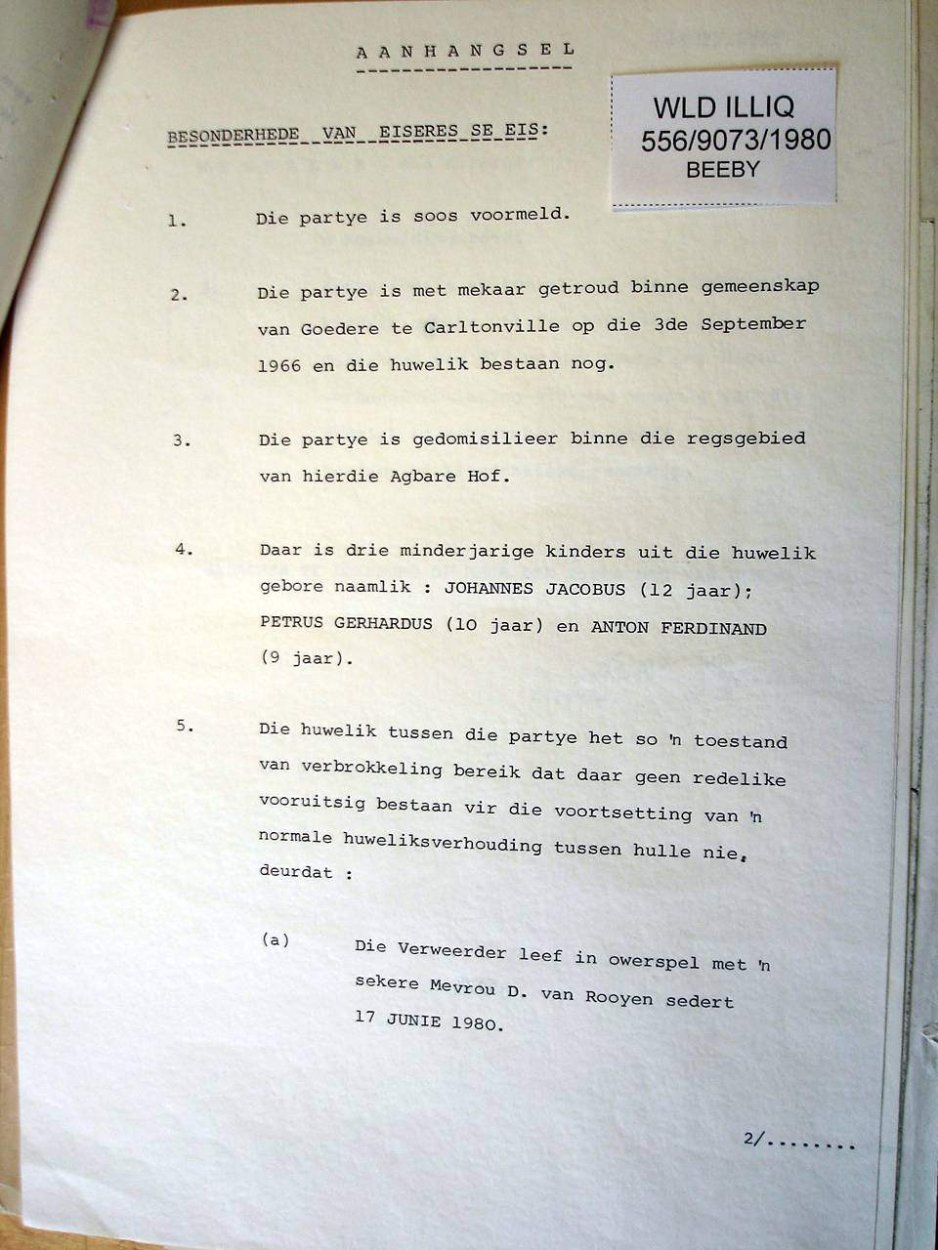 A A N H A N G S E L
WLD ILLIQ
556/9073/1980
BEEBY
BESONDERHEDE VAN EISERES SE EIS:
1. Die partye is soos voormeld.
2. Die partye is met mekaar getroud binne gemeenskap
van Goedere te Carltonville op die 3de September
1966 en die huwelik bestaan nog.
3. Die partye is gedomisilieer binne die regsgebied
van hierdie Agbare Hof.
4. Daar is drie minderjarige kinders uit die huwelik
gebore naamlik : JOHANNES JACOBUS (12 jaar);
PETRUS GERHARDUS (10 jaar) en ANTON FERDINAND
(9 jaar).
5. Die huwelik tussen die partye het so 'n toestand
van verbrokkeling bereik dat daar geen redelike
vooruitsig bestaan vir die voortsetting van 'n
normale huweliksverhouding tussen hulle nie,
deurdat :
(a) Die Verweerder leef in owerspel met 'n
sekere Mevrou D. van Rooyen sedert
17 JUNIE 1980.
2/........